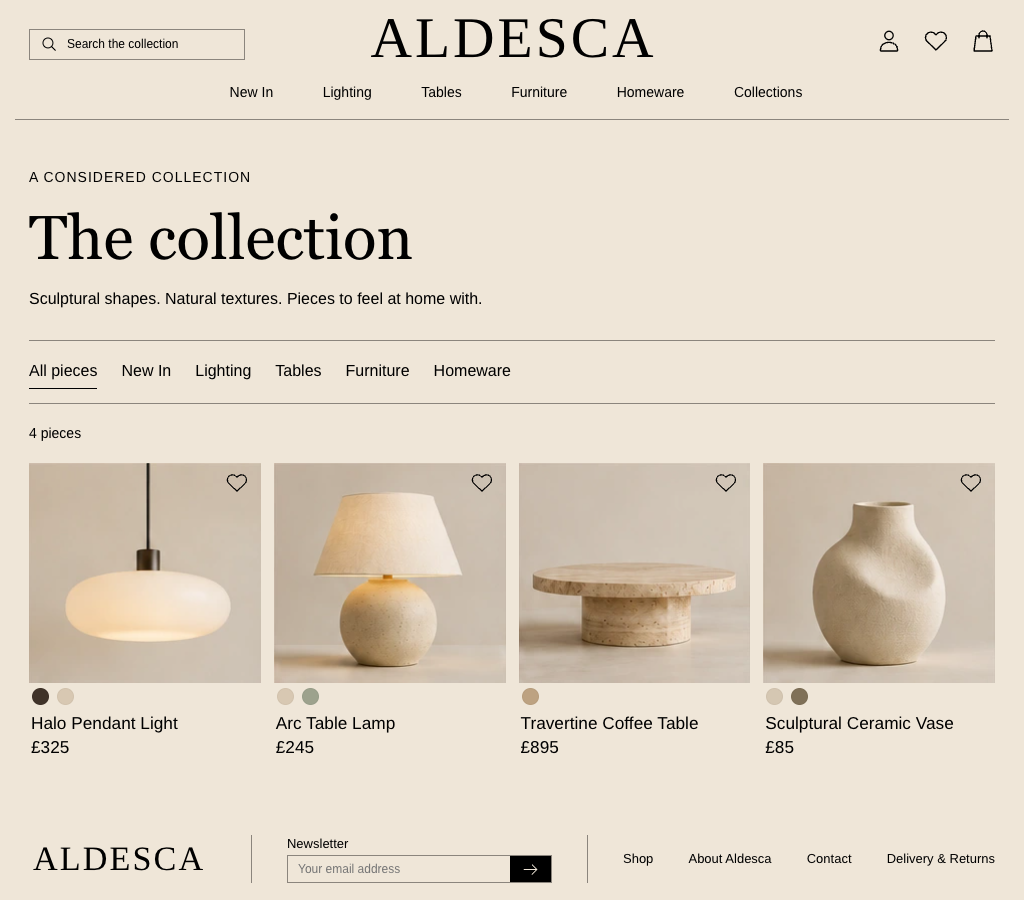 Search the collection
ALDESCA
New In Lighting Tables Furniture Homeware Collections
A CONSIDERED COLLECTION
The collection
Sculptural shapes. Natural textures. Pieces to feel at home with.
All pieces New In Lighting Tables Furniture Homeware
4 pieces
Halo Pendant Light
£325
Arc Table Lamp
£245
Travertine Coffee Table
£895
Sculptural Ceramic Vase
£85
ALDESCA
Newsletter
Your email address
Shop About Aldesca Contact Delivery & Returns